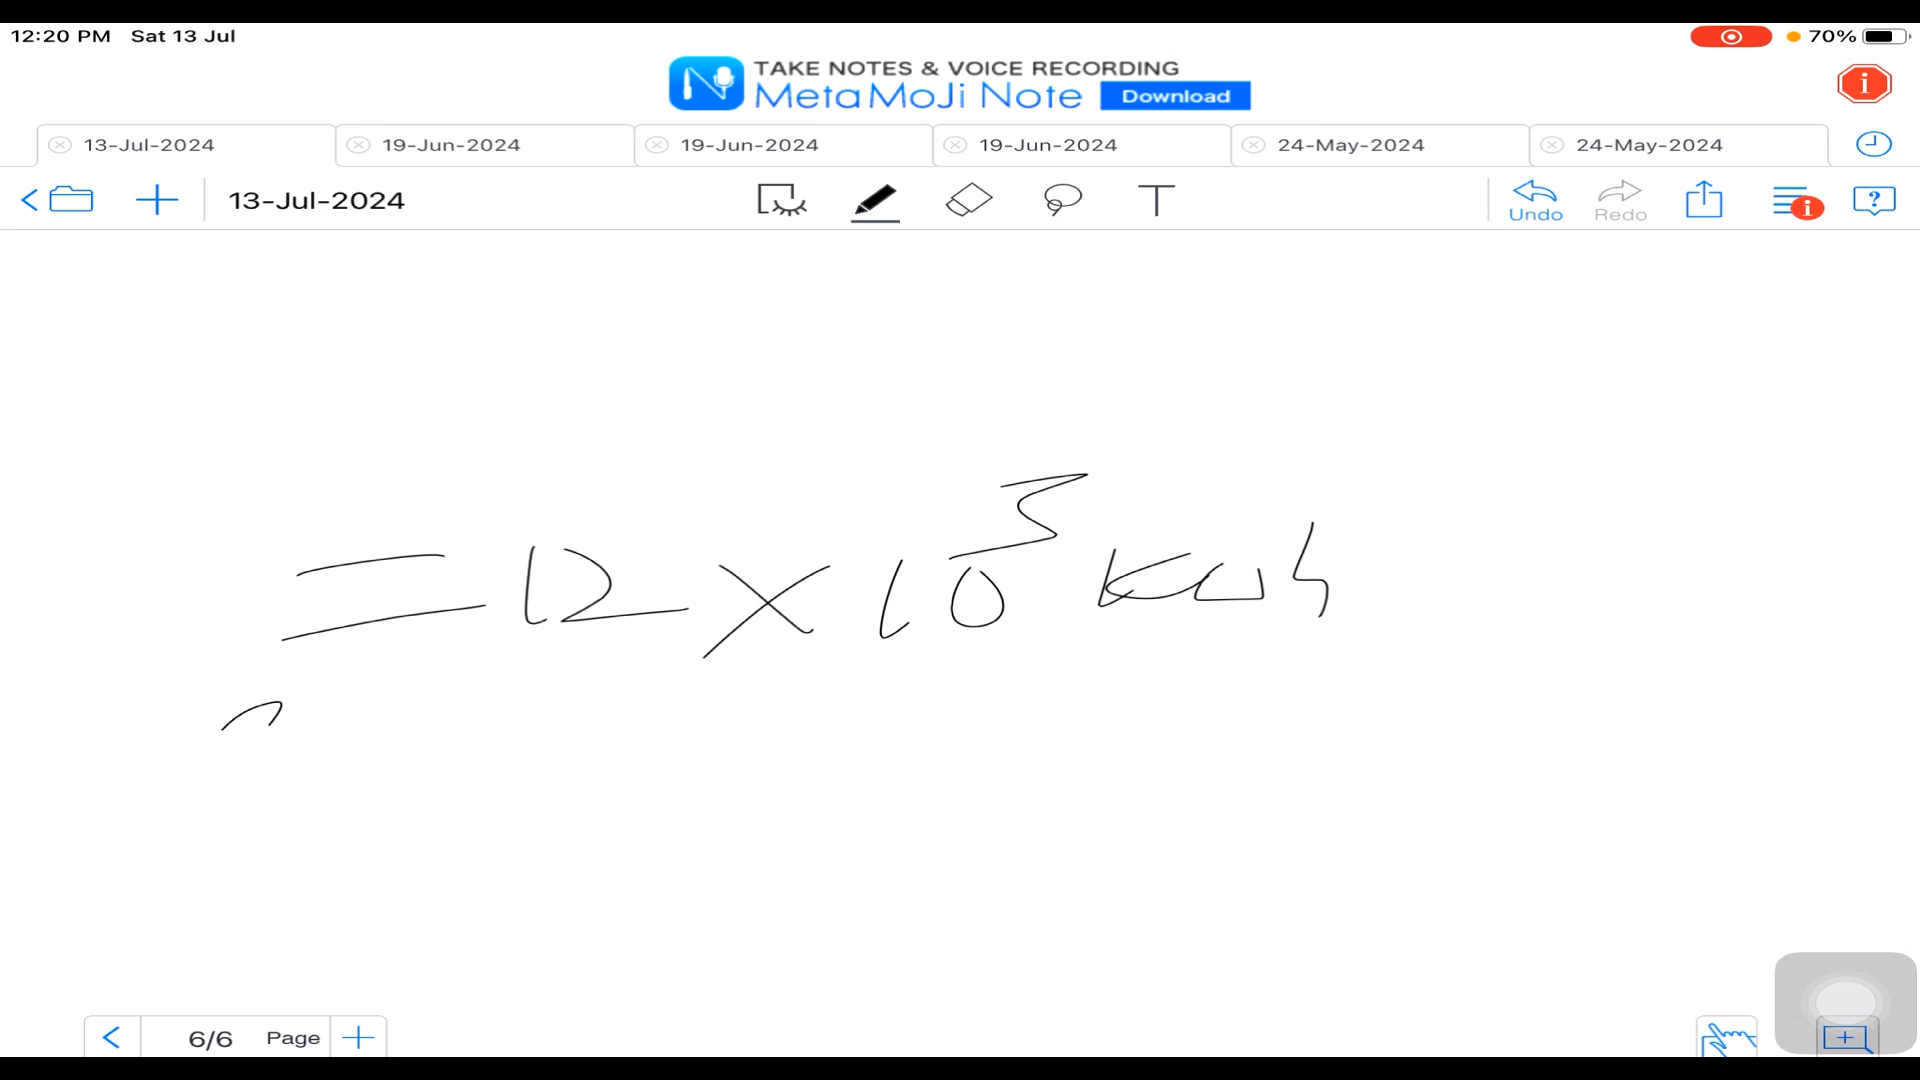 12:20 PM Sat 13 Jul
70%
TAKE NOTES & VOICE RECORDING
MetaMoJi Note Download
13-Jul-2024 19-Jun-2024 19-Jun-2024 19-Jun-2024 24-May-2024 24-May-2024
13-Jul-2024 T Undo Redo
= 12 × 10⁵ kwh
6/6 Page